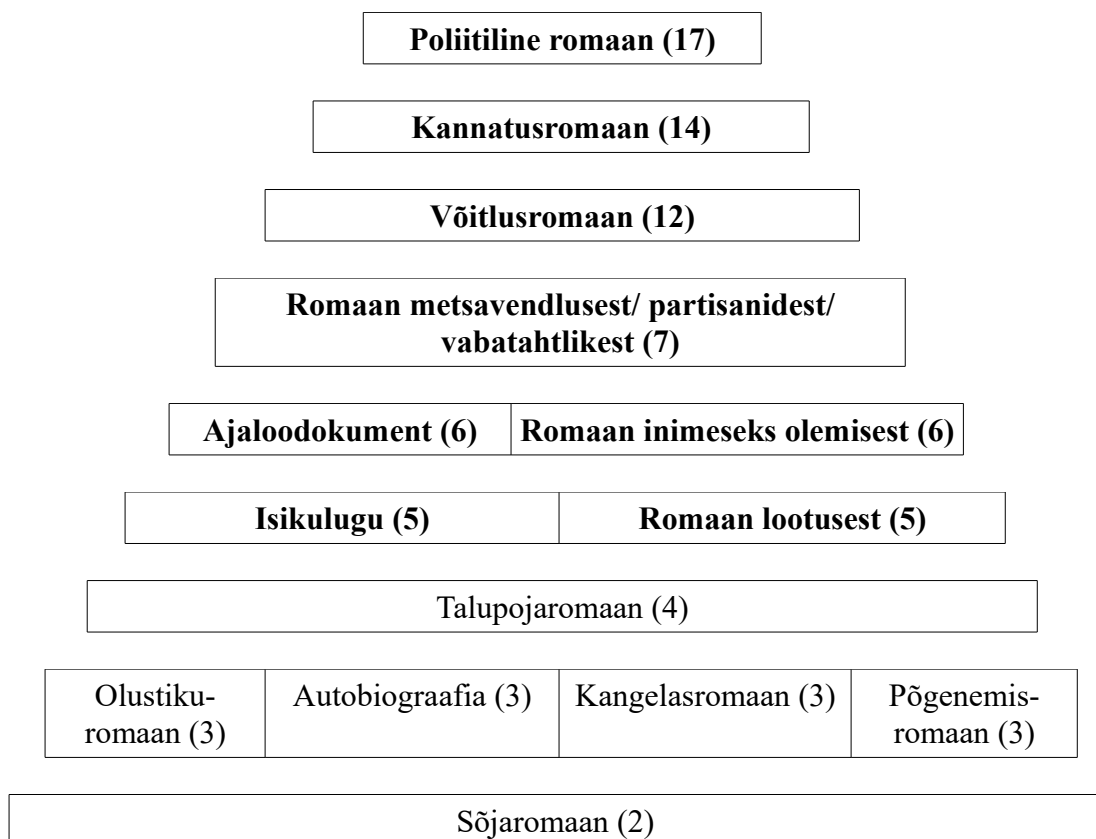 Poliitiline romaan (17)
Kannatusromaan (14)
Võitlusromaan (12)
Romaan metsavendlusest/ partisanidest/
vabatahtlikest (7)
Ajaloodokument (6)
Romaan inimeseks olemisest (6)
Isikulugu (5)
Romaan lootusest (5)
Talupojaromaan (4)
Olustiku-
romaan (3)
Autobiograafia (3)
Kangelasromaan (3)
Põgenemis-
romaan (3)
Sõjaromaan (2)